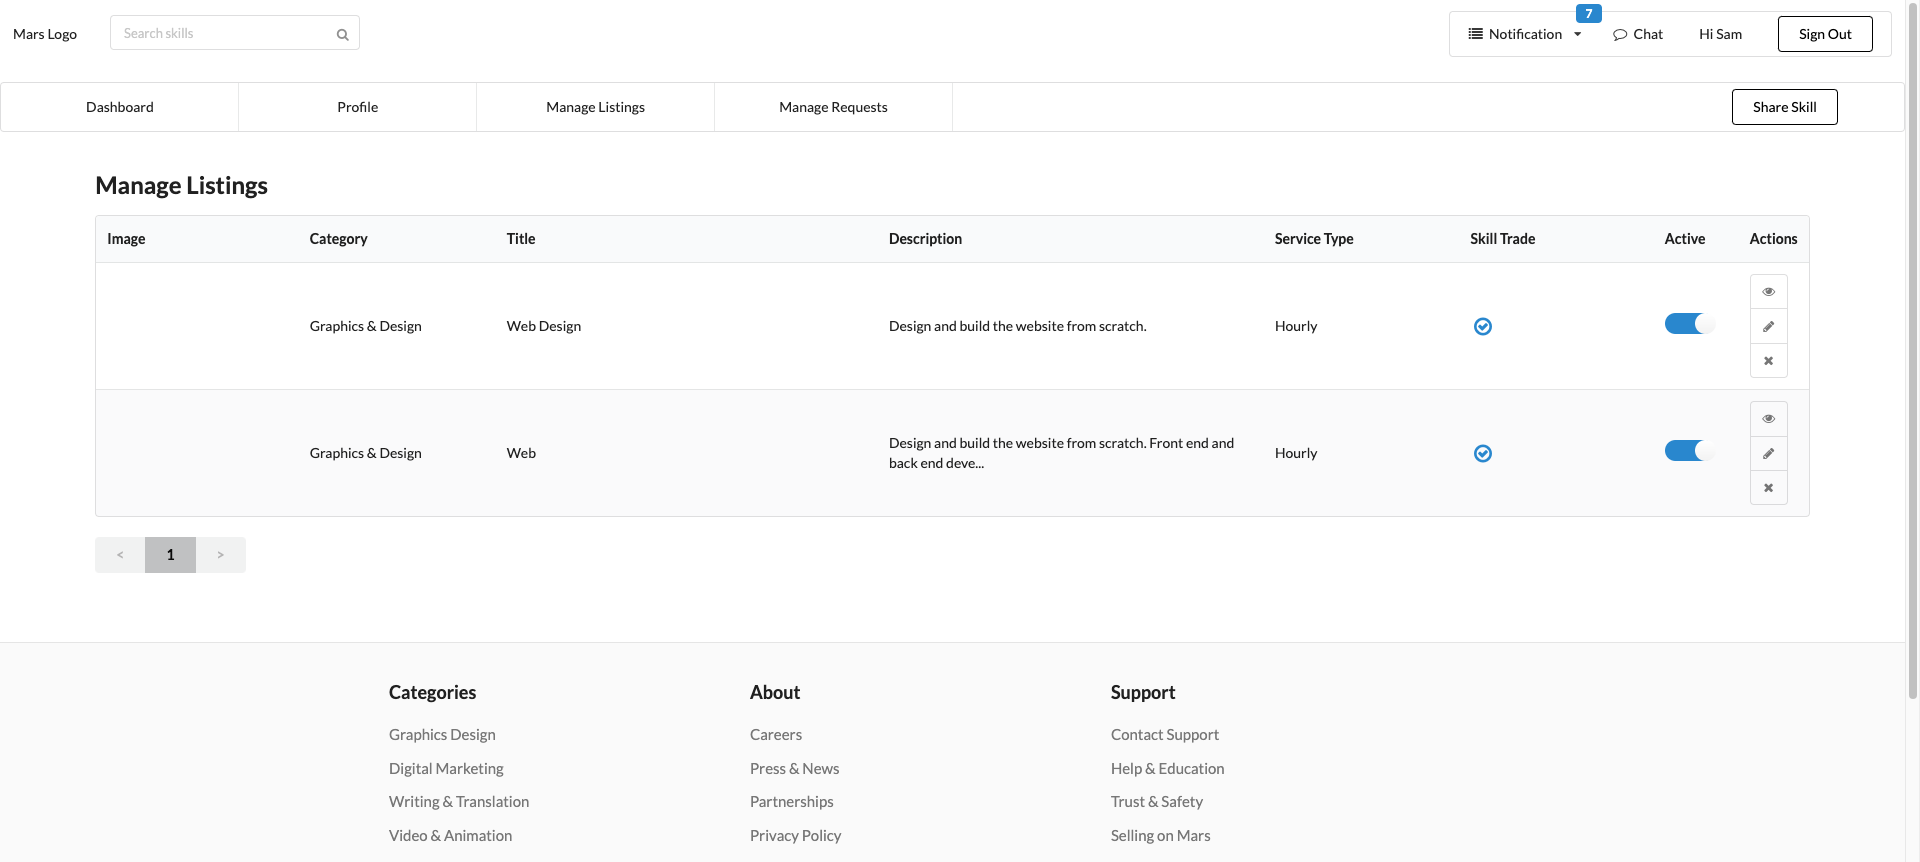 Mars Logo
Search skills
7
Notification
Chat
Hi Sam
Sign Out
Dashboard
Profile
Manage Listings
Manage Requests
Share Skill
Manage Listings
Image Category Title Description Service Type Skill Trade Active Actions
Graphics & Design Web Design Design and build the website from scratch. Hourly
Graphics & Design Web Design and build the website from scratch. Front end and
back end deve... Hourly
< 1 >
Categories
Graphics Design
Digital Marketing
Writing & Translation
Video & Animation
About
Careers
Press & News
Partnerships
Privacy Policy
Support
Contact Support
Help & Education
Trust & Safety
Selling on Mars